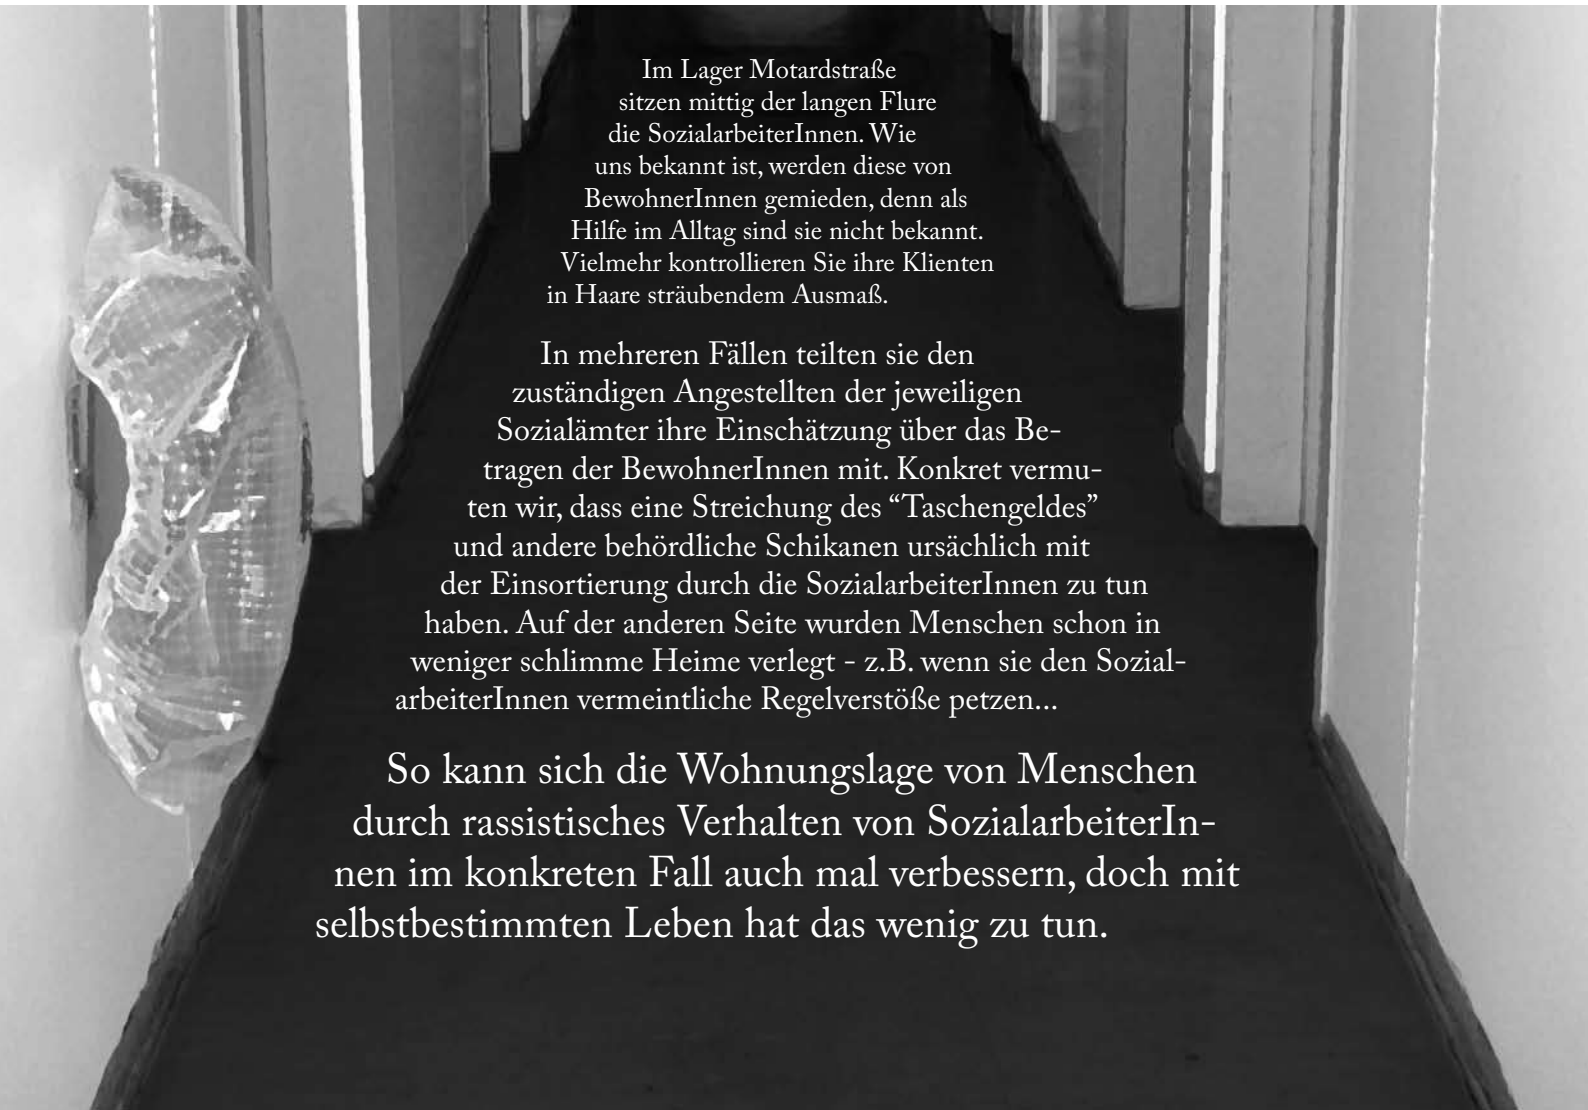 Im Lager Motardstraße
sitzen mittig der langen Flure
die SozialarbeiterInnen. Wie
uns bekannt ist, werden diese von
BewohnerInnen gemieden, denn als
Hilfe im Alltag sind sie nicht bekannt.
Vielmehr kontrollieren Sie ihre Klienten
in Haare sträubendem Ausmaß.
In mehreren Fällen teilten sie den
zuständigen Angestellten der jeweiligen
Sozialämter ihre Einschätzung über das Be-
tragen der BewohnerInnen mit. Konkret vermu-
ten wir, dass eine Streichung des “Taschengeldes”
und andere behördliche Schikanen ursächlich mit
der Einsortierung durch die SozialarbeiterInnen zu tun
haben. Auf der anderen Seite wurden Menschen schon in
weniger schlimme Heime verlegt - z.B. wenn sie den Sozial-
arbeiterInnen vermeintliche Regelverstöße petzen...
So kann sich die Wohnungslage von Menschen
durch rassistisches Verhalten von SozialarbeiterIn-
nen im konkreten Fall auch mal verbessern, doch mit
selbstbestimmten Leben hat das wenig zu tun.